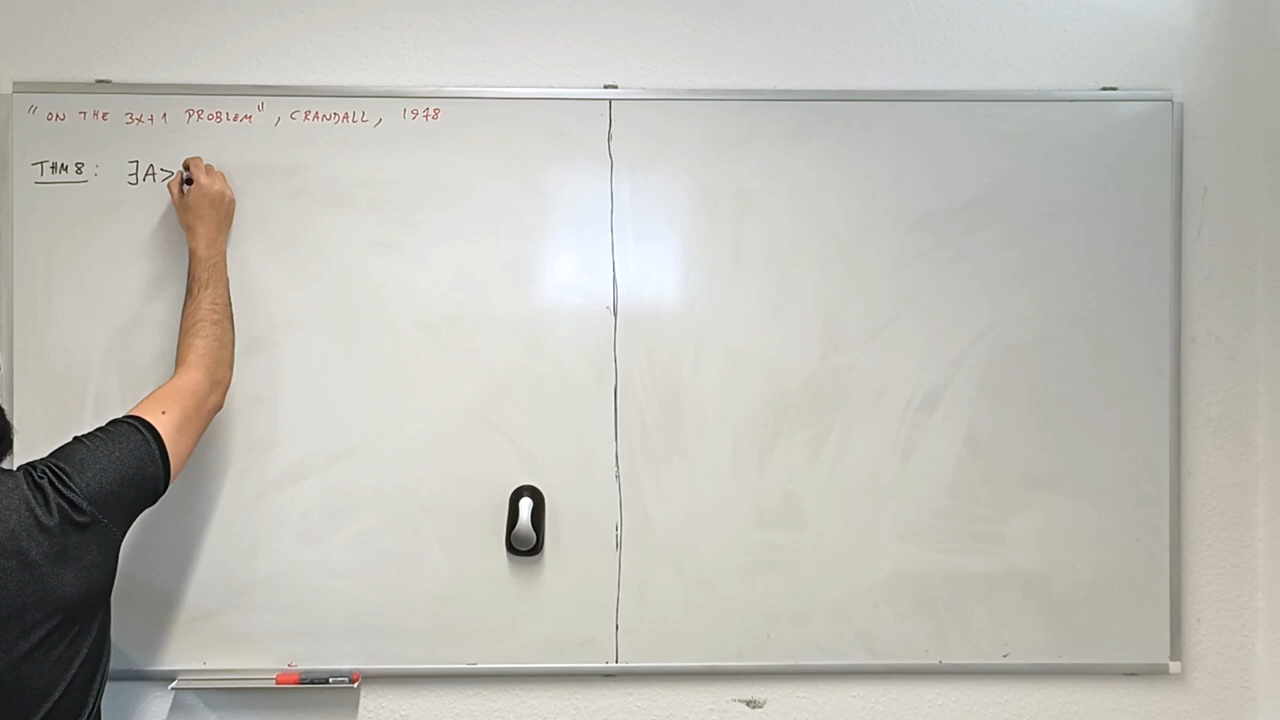 "ON THE 3x+1 PROBLEM", CRANDALL, 1978
THM 8: ∃A>